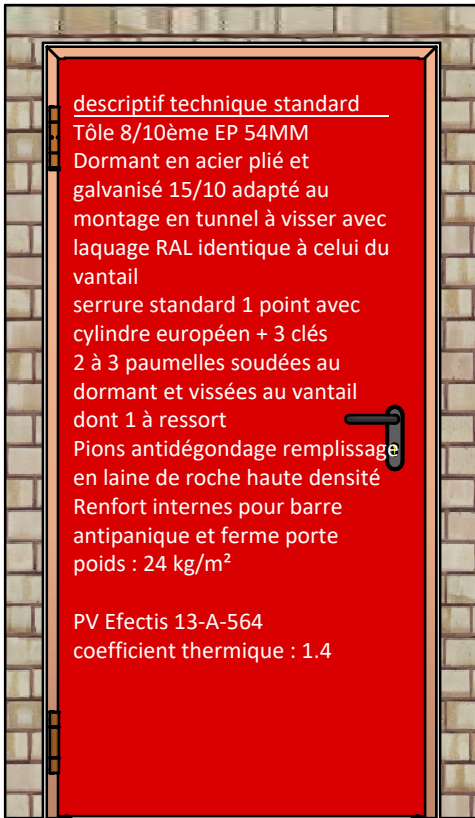 descriptif technique standard
Tôle 8/10ème EP 54MM
Dormant en acier plié et
galvanisé 15/10 adapté au
montage en tunnel à visser avec
laquage RAL identique à celui du
vantail
serrure standard 1 point avec
cylindre européen + 3 clés
2 à 3 paumelles soudées au
dormant et vissées au vantail
dont 1 à ressort
Pions antidégondage remplissage
en laine de roche haute densité
Renfort internes pour barre
antipanique et ferme porte
poids : 24 kg/m²
PV Efectis 13-A-564
coefficient thermique : 1.4